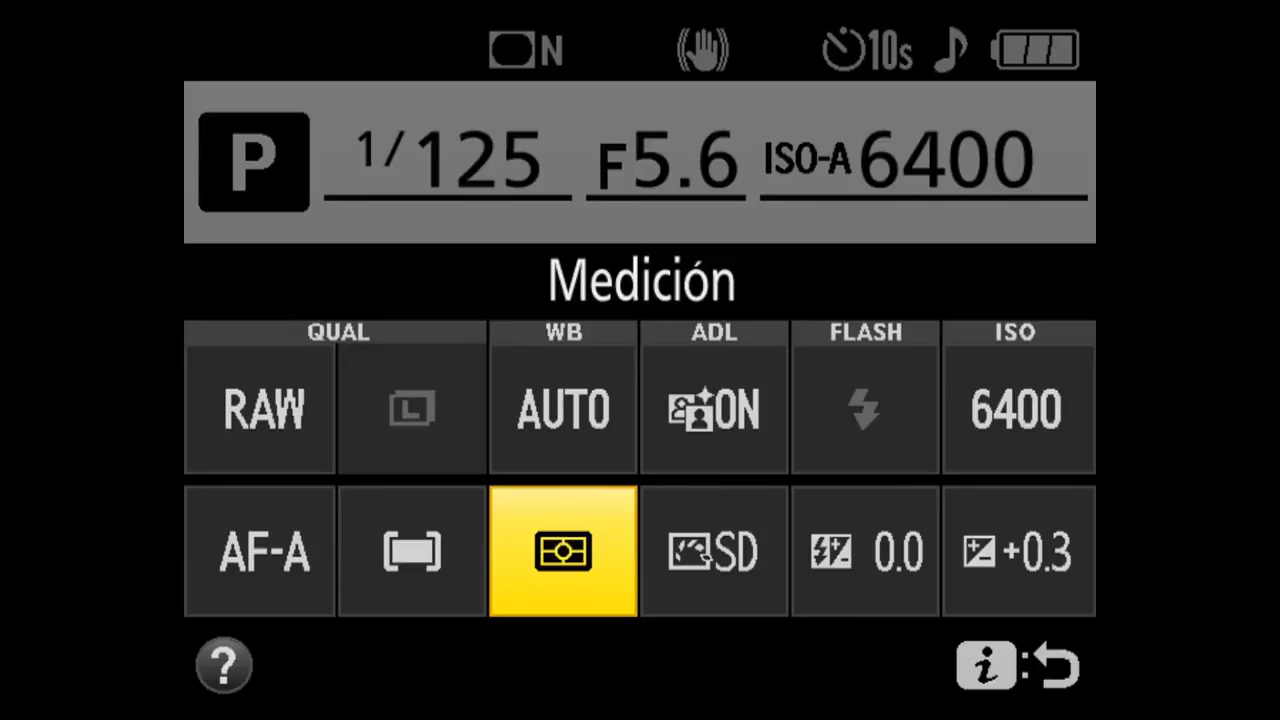 N 10s
P 1/125 F5.6 ISO-A 6400
Medición
QUAL WB ADL FLASH ISO
RAW L AUTO ON 6400
AF-A SD 0.0 +0.3
? i: